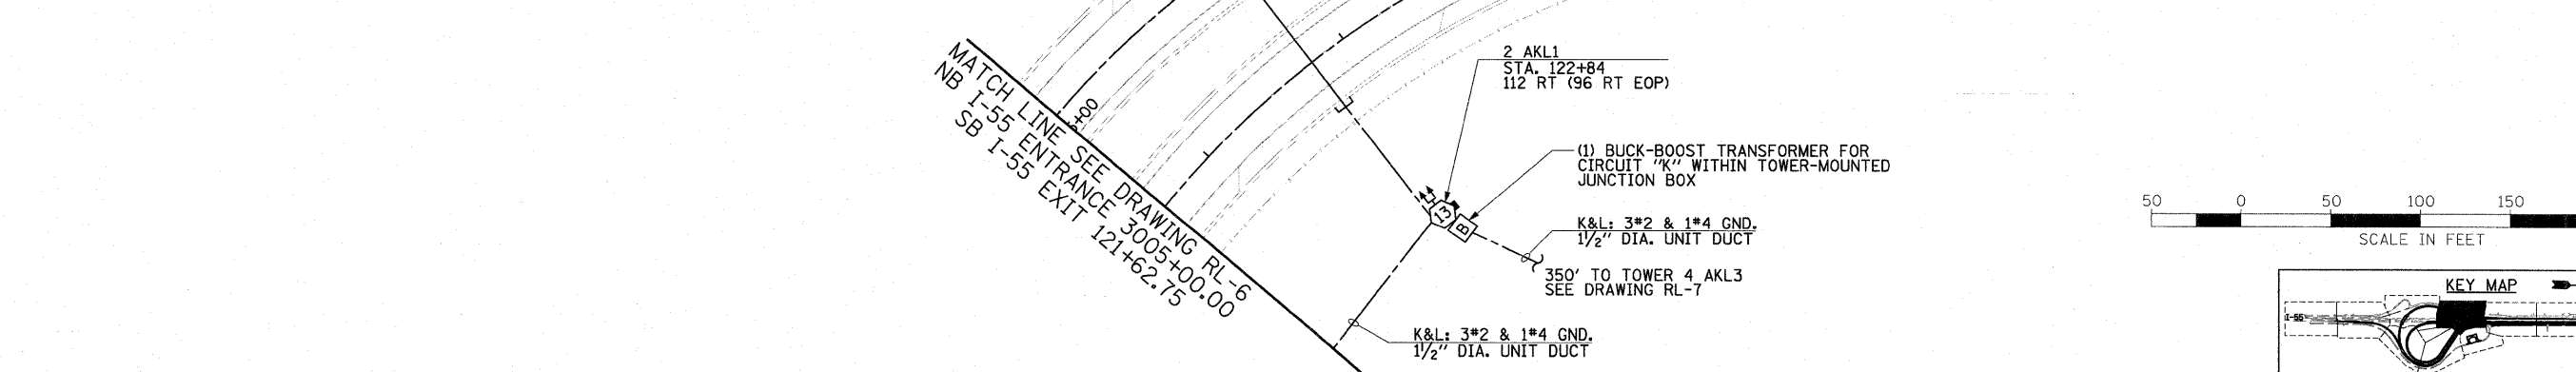 MATCH LINE SEE DRAWING RL-6
NB I-55 ENTRANCE 3005+00.00
SB I-55 EXIT 121+62.75
+00
2 AKL1
STA. 122+84
112 RT (96 RT EOP)
(1) BUCK-BOOST TRANSFORMER FOR
CIRCUIT "K" WITHIN TOWER-MOUNTED
JUNCTION BOX
13
B
K&L: 3#2 & 1#4 GND.
1 1/2" DIA. UNIT DUCT
350' TO TOWER 4 AKL3
SEE DRAWING RL-7
K&L: 3#2 & 1#4 GND.
1 1/2" DIA. UNIT DUCT
50 0 50 100 150
SCALE IN FEET
KEY MAP
I-55